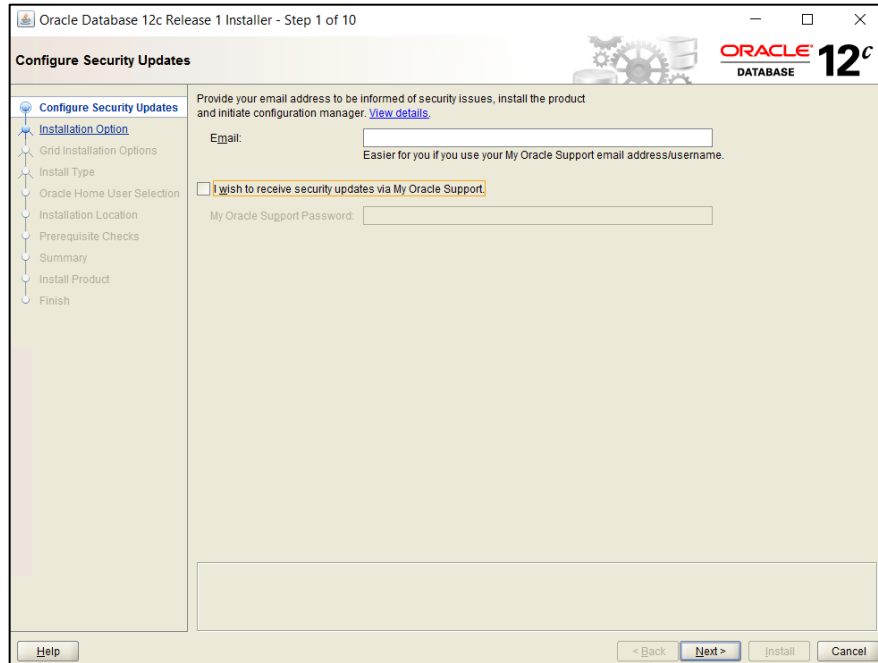 Oracle Database 12c Release 1 Installer - Step 1 of 10
Configure Security Updates
ORACLE
DATABASE
12c
Configure Security Updates
Installation Option
Grid Installation Options
Install Type
Oracle Home User Selection
Installation Location
Prerequisite Checks
Summary
Install Product
Finish
Provide your email address to be informed of security issues, install the product
and initiate configuration manager. View details.
Email:
Easier for you if you use your My Oracle Support email address/username.
I wish to receive security updates via My Oracle Support.
My Oracle Support Password:
Help
< Back
Next >
Install
Cancel